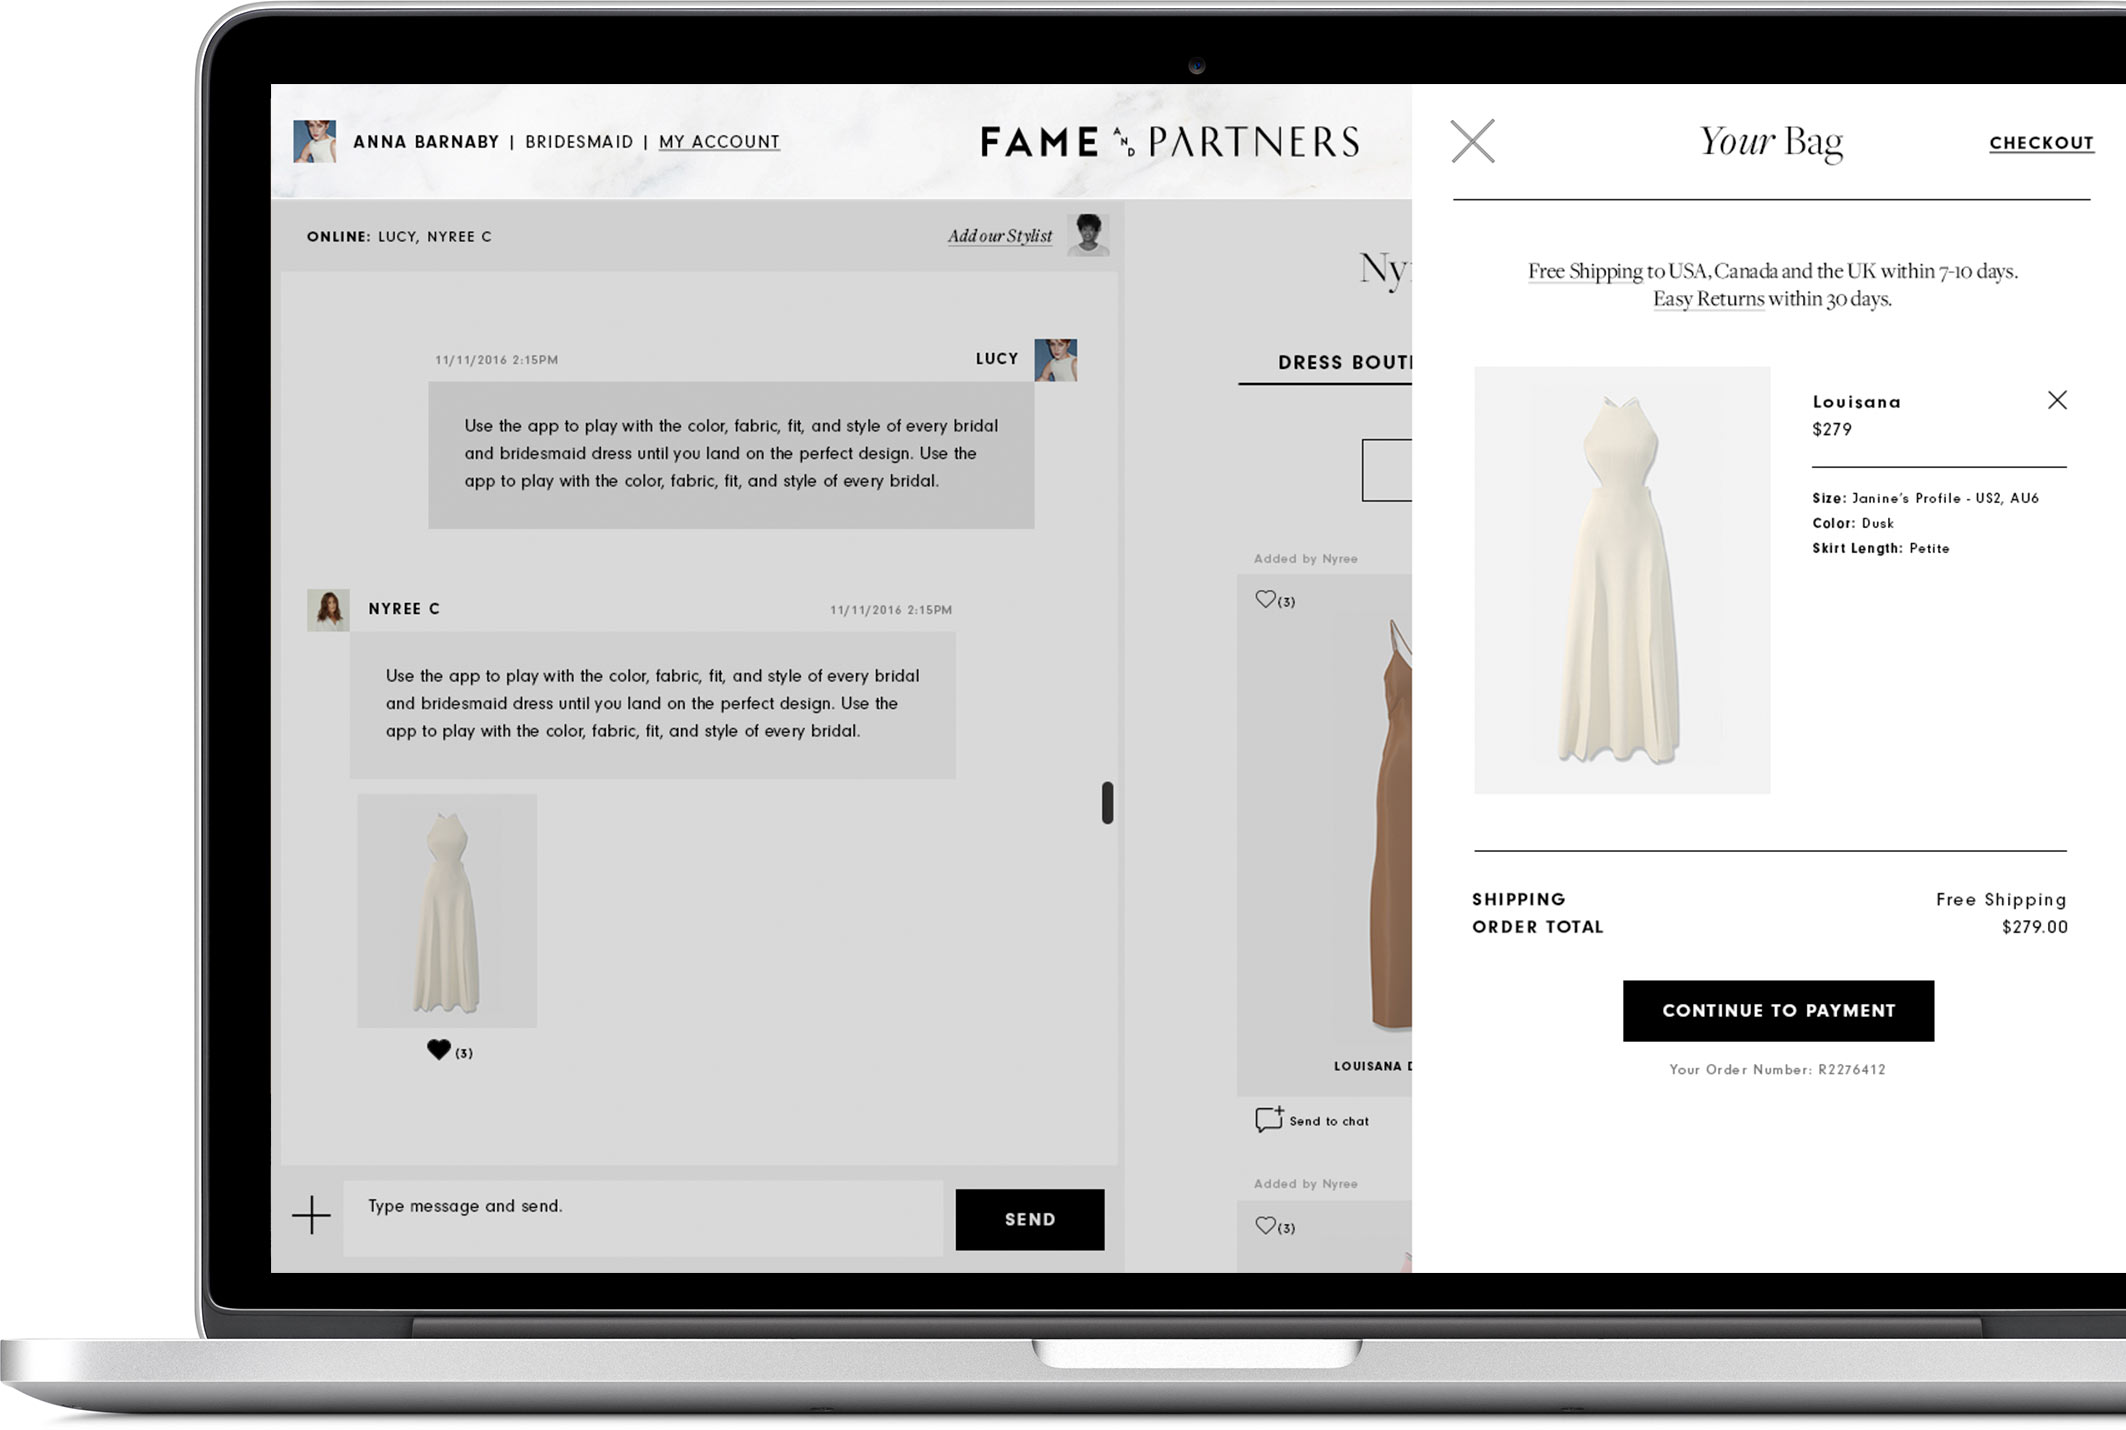 ANNA BARNABY | BRIDESMAID | MY ACCOUNT
FAME AND PARTNERS
ONLINE: LUCY, NYREE C
Add our Stylist
11/11/2016 2:15PM
LUCY
Use the app to play with the color, fabric, fit, and style of every bridal
and bridesmaid dress until you land on the perfect design. Use the
app to play with the color, fabric, fit, and style of every bridal.
NYREE C
11/11/2016 2:15PM
Use the app to play with the color, fabric, fit, and style of every bridal
and bridesmaid dress until you land on the perfect design. Use the
app to play with the color, fabric, fit, and style of every bridal.
(3)
Type message and send.
SEND
Ny
DRESS BOUTI
Added by Nyree
(3)
LOUISANA D
Send to chat
Added by Nyree
(3)
Your Bag
CHECKOUT
Free Shipping to USA, Canada and the UK within 7-10 days.
Easy Returns within 30 days.
Louisana
$279
Size: Janine's Profile - US2, AU6
Color: Dusk
Skirt Length: Petite
SHIPPING Free Shipping
ORDER TOTAL $279.00
CONTINUE TO PAYMENT
Your Order Number: R2276412